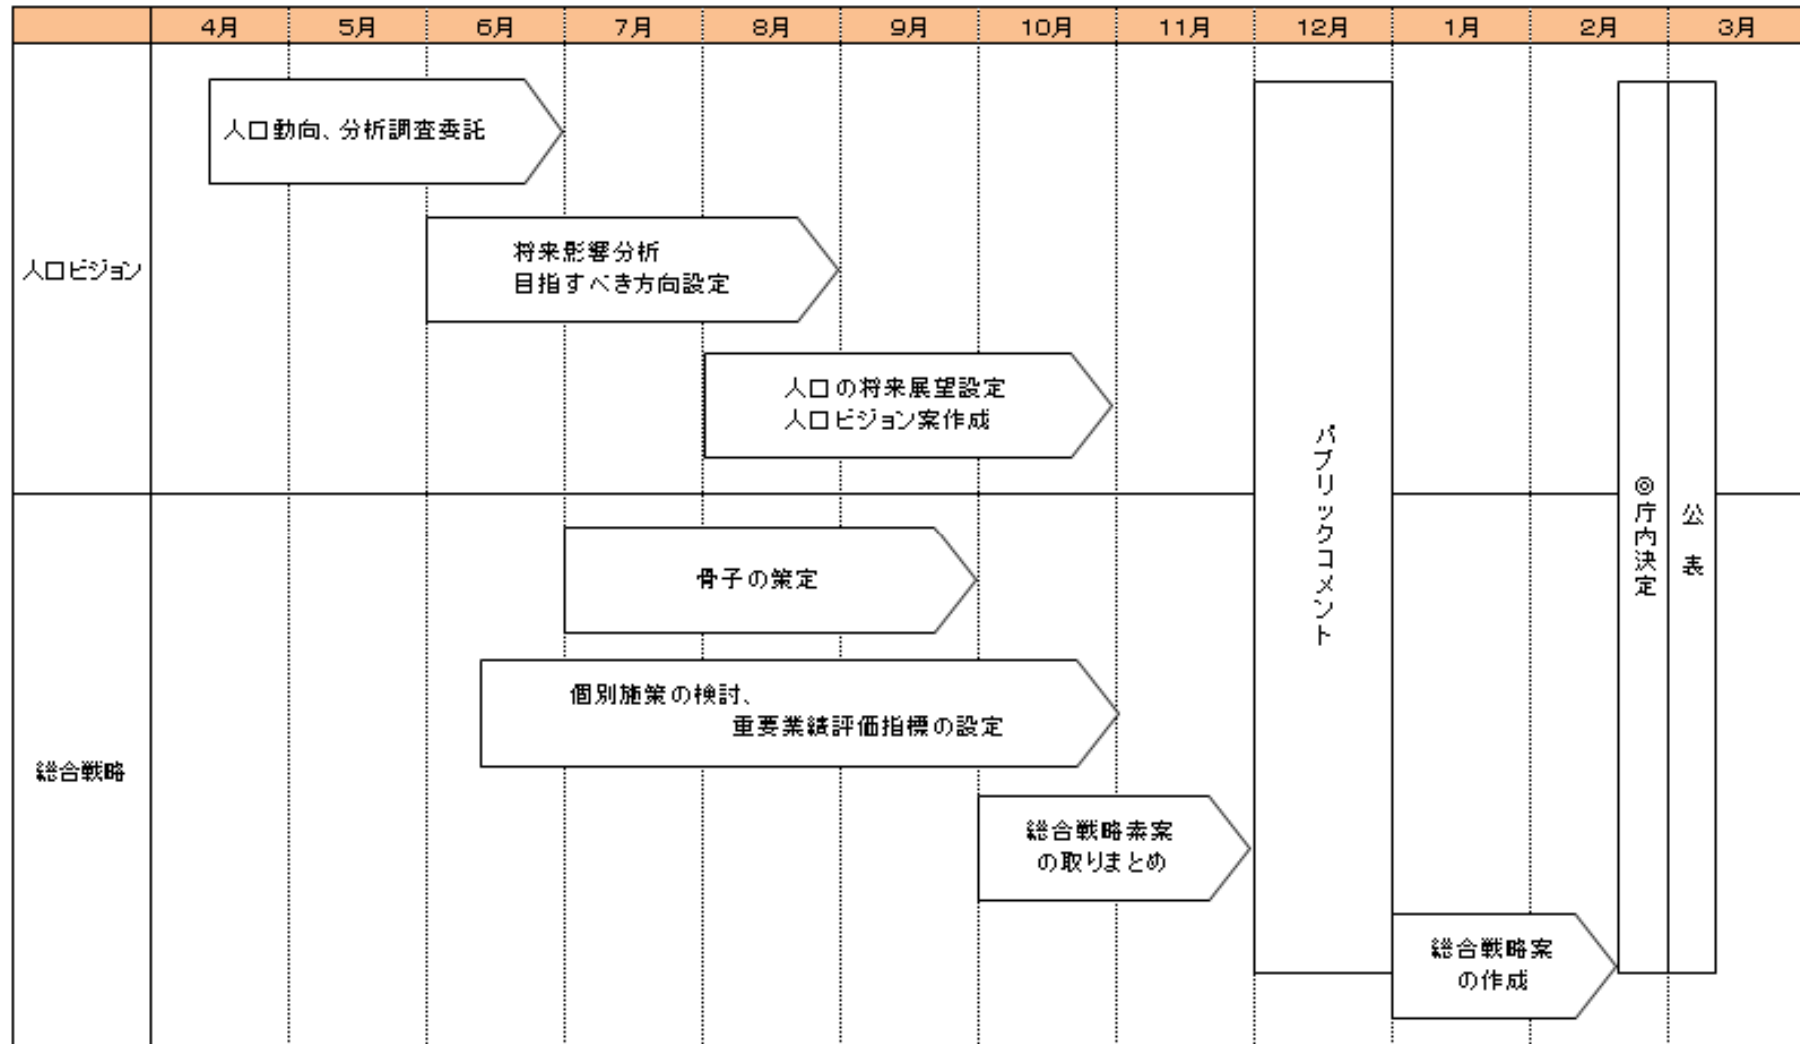 4月 5月 6月 7月 8月 9月 10月 11月 12月 1月 2月 3月
人口ビジョン
人口動向、分析調査委託
将来影響分析
目指すべき方向設定
人口の将来展望設定
人口ビジョン案作成
総合戦略
骨子の策定
個別施策の検討、
重要業績評価指標の設定
総合戦略素案
の取りまとめ
総合戦略案
の作成
パブリックコメント
◎庁内決定
公表